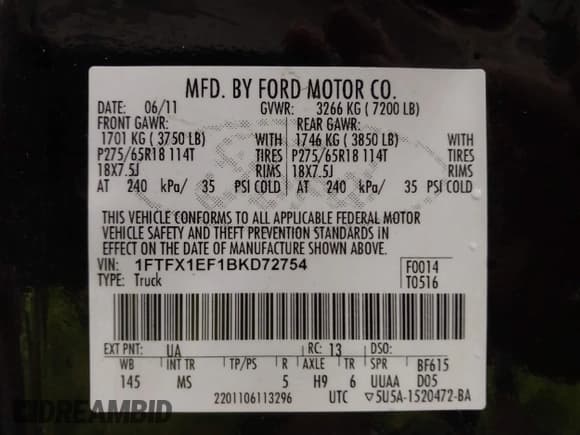 MFD. BY FORD MOTOR CO.
DATE: 06/11 GVWR: 3266 KG ( 7200 LB)
FRONT GAWR: REAR GAWR:
1701 KG ( 3750 LB) WITH 1746 KG ( 3850 LB) WITH
P275/65R18 114T TIRES P275/65R18 114T TIRES
18X7.5J RIMS 18X7.5J RIMS
AT 240 kPa/ 35 PSI COLD AT 240 kPa/ 35 PSI COLD
THIS VEHICLE CONFORMS TO ALL APPLICABLE FEDERAL MOTOR
VEHICLE SAFETY AND THEFT PREVENTION STANDARDS IN
EFFECT ON THE DATE OF MANUFACTURE SHOWN ABOVE.
VIN: 1FTFX1EF1BKD72754 F0014
TYPE: Truck T0516
EXT PNT: UA RC: 13 DSO:
WB INT TR TP/PS R AXLE TR SPR BF615
145 MS 5 H9 6 UUAA D05
2201106113296 UTC ▽5U5A-1520472-BA
DREAMBID